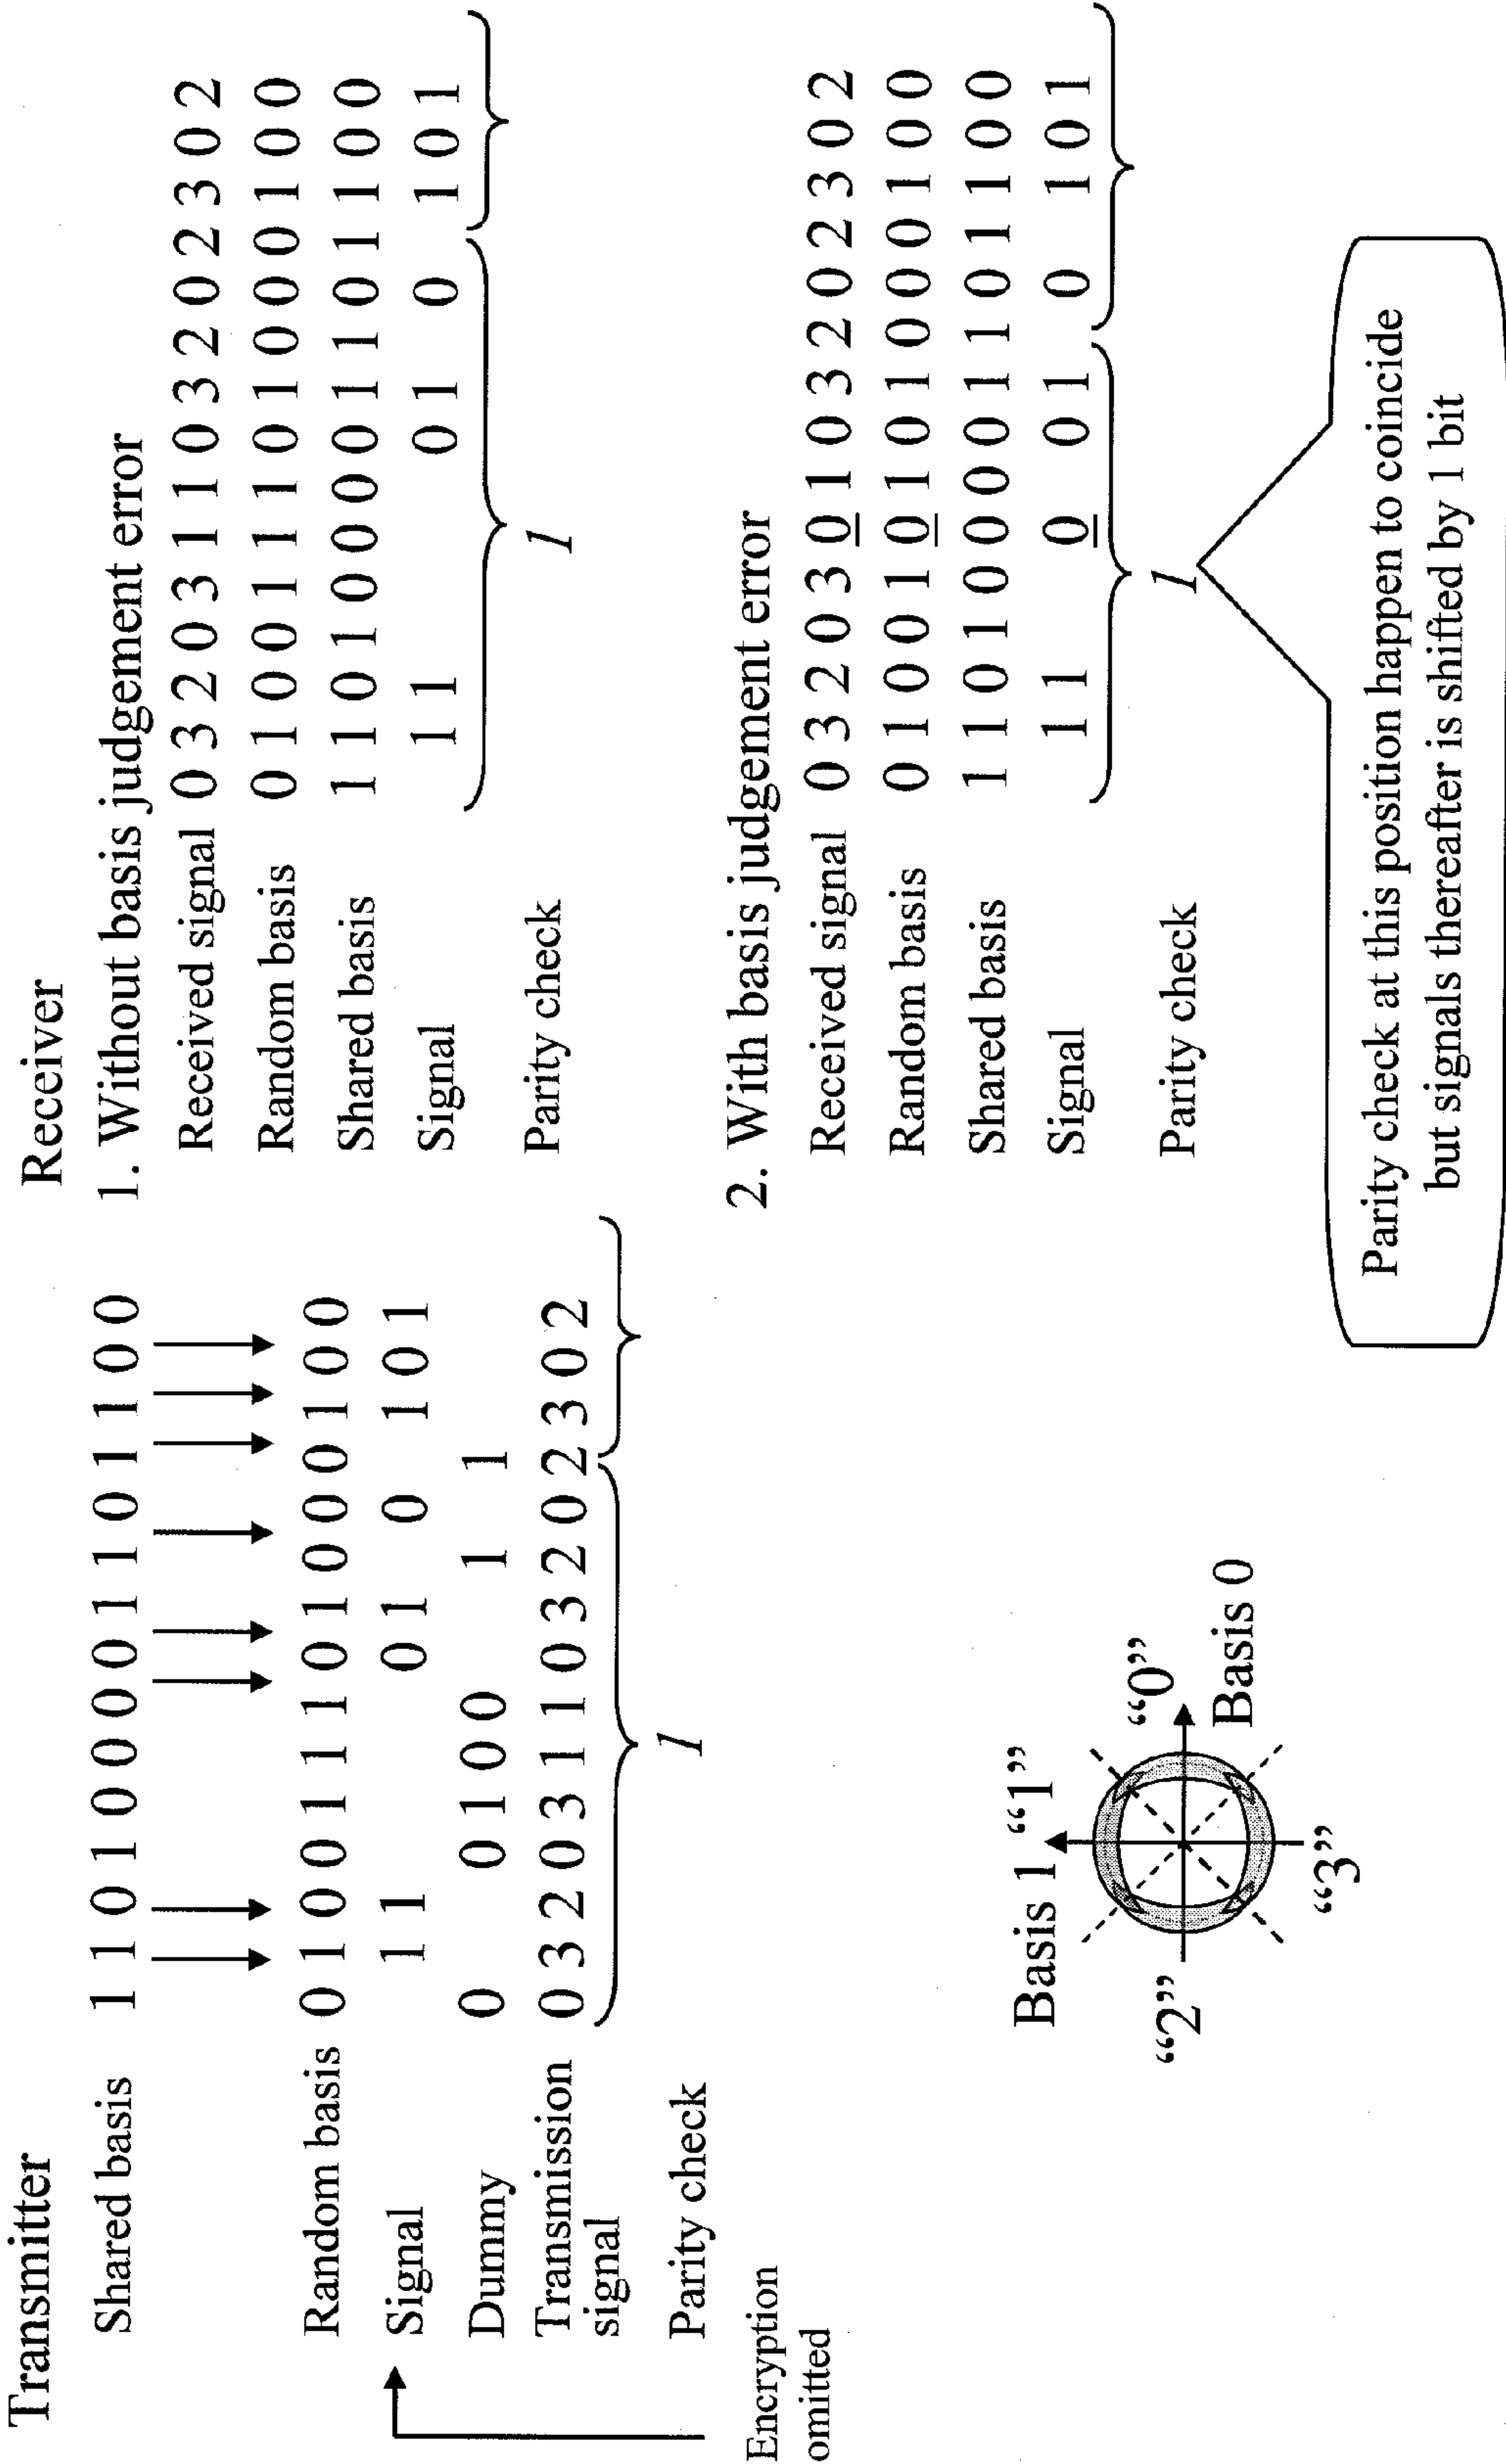 Transmitter
Shared basis 1 1 0 1 0 0 0 0 1 1 0 1 1 0 0
Random basis 0 1 0 0 1 1 1 0 1 0 0 0 1 0 0
Signal 1 1 0 1 0 1 0 1
Dummy 0 0 1 0 0 1 1
Transmission signal 0 3 2 0 3 1 1 0 3 2 0 2 3 0 2
Parity check 1
Encryption
omitted
Basis 1 “1”
“0”
“2”
Basis 0
“3”
Receiver
1. Without basis judgement error
Received signal 0 3 2 0 3 1 1 0 3 2 0 2 3 0 2
Random basis 0 1 0 0 1 1 1 0 1 0 0 0 1 0 0
Shared basis 1 1 0 1 0 0 0 0 1 1 0 1 1 0 0
Signal 1 1 0 1 0 1 0 1
Parity check 1
2. With basis judgement error
Received signal 0 3 2 0 3 0 1 0 3 2 0 2 3 0 2
Random basis 0 1 0 0 1 0 1 0 1 0 0 0 1 0 0
Shared basis 1 1 0 1 0 0 0 0 1 1 0 1 1 0 0
Signal 1 1 0 0 1 0 1 0 1
Parity check 1
Parity check at this position happen to coincide
but signals thereafter is shifted by 1 bit